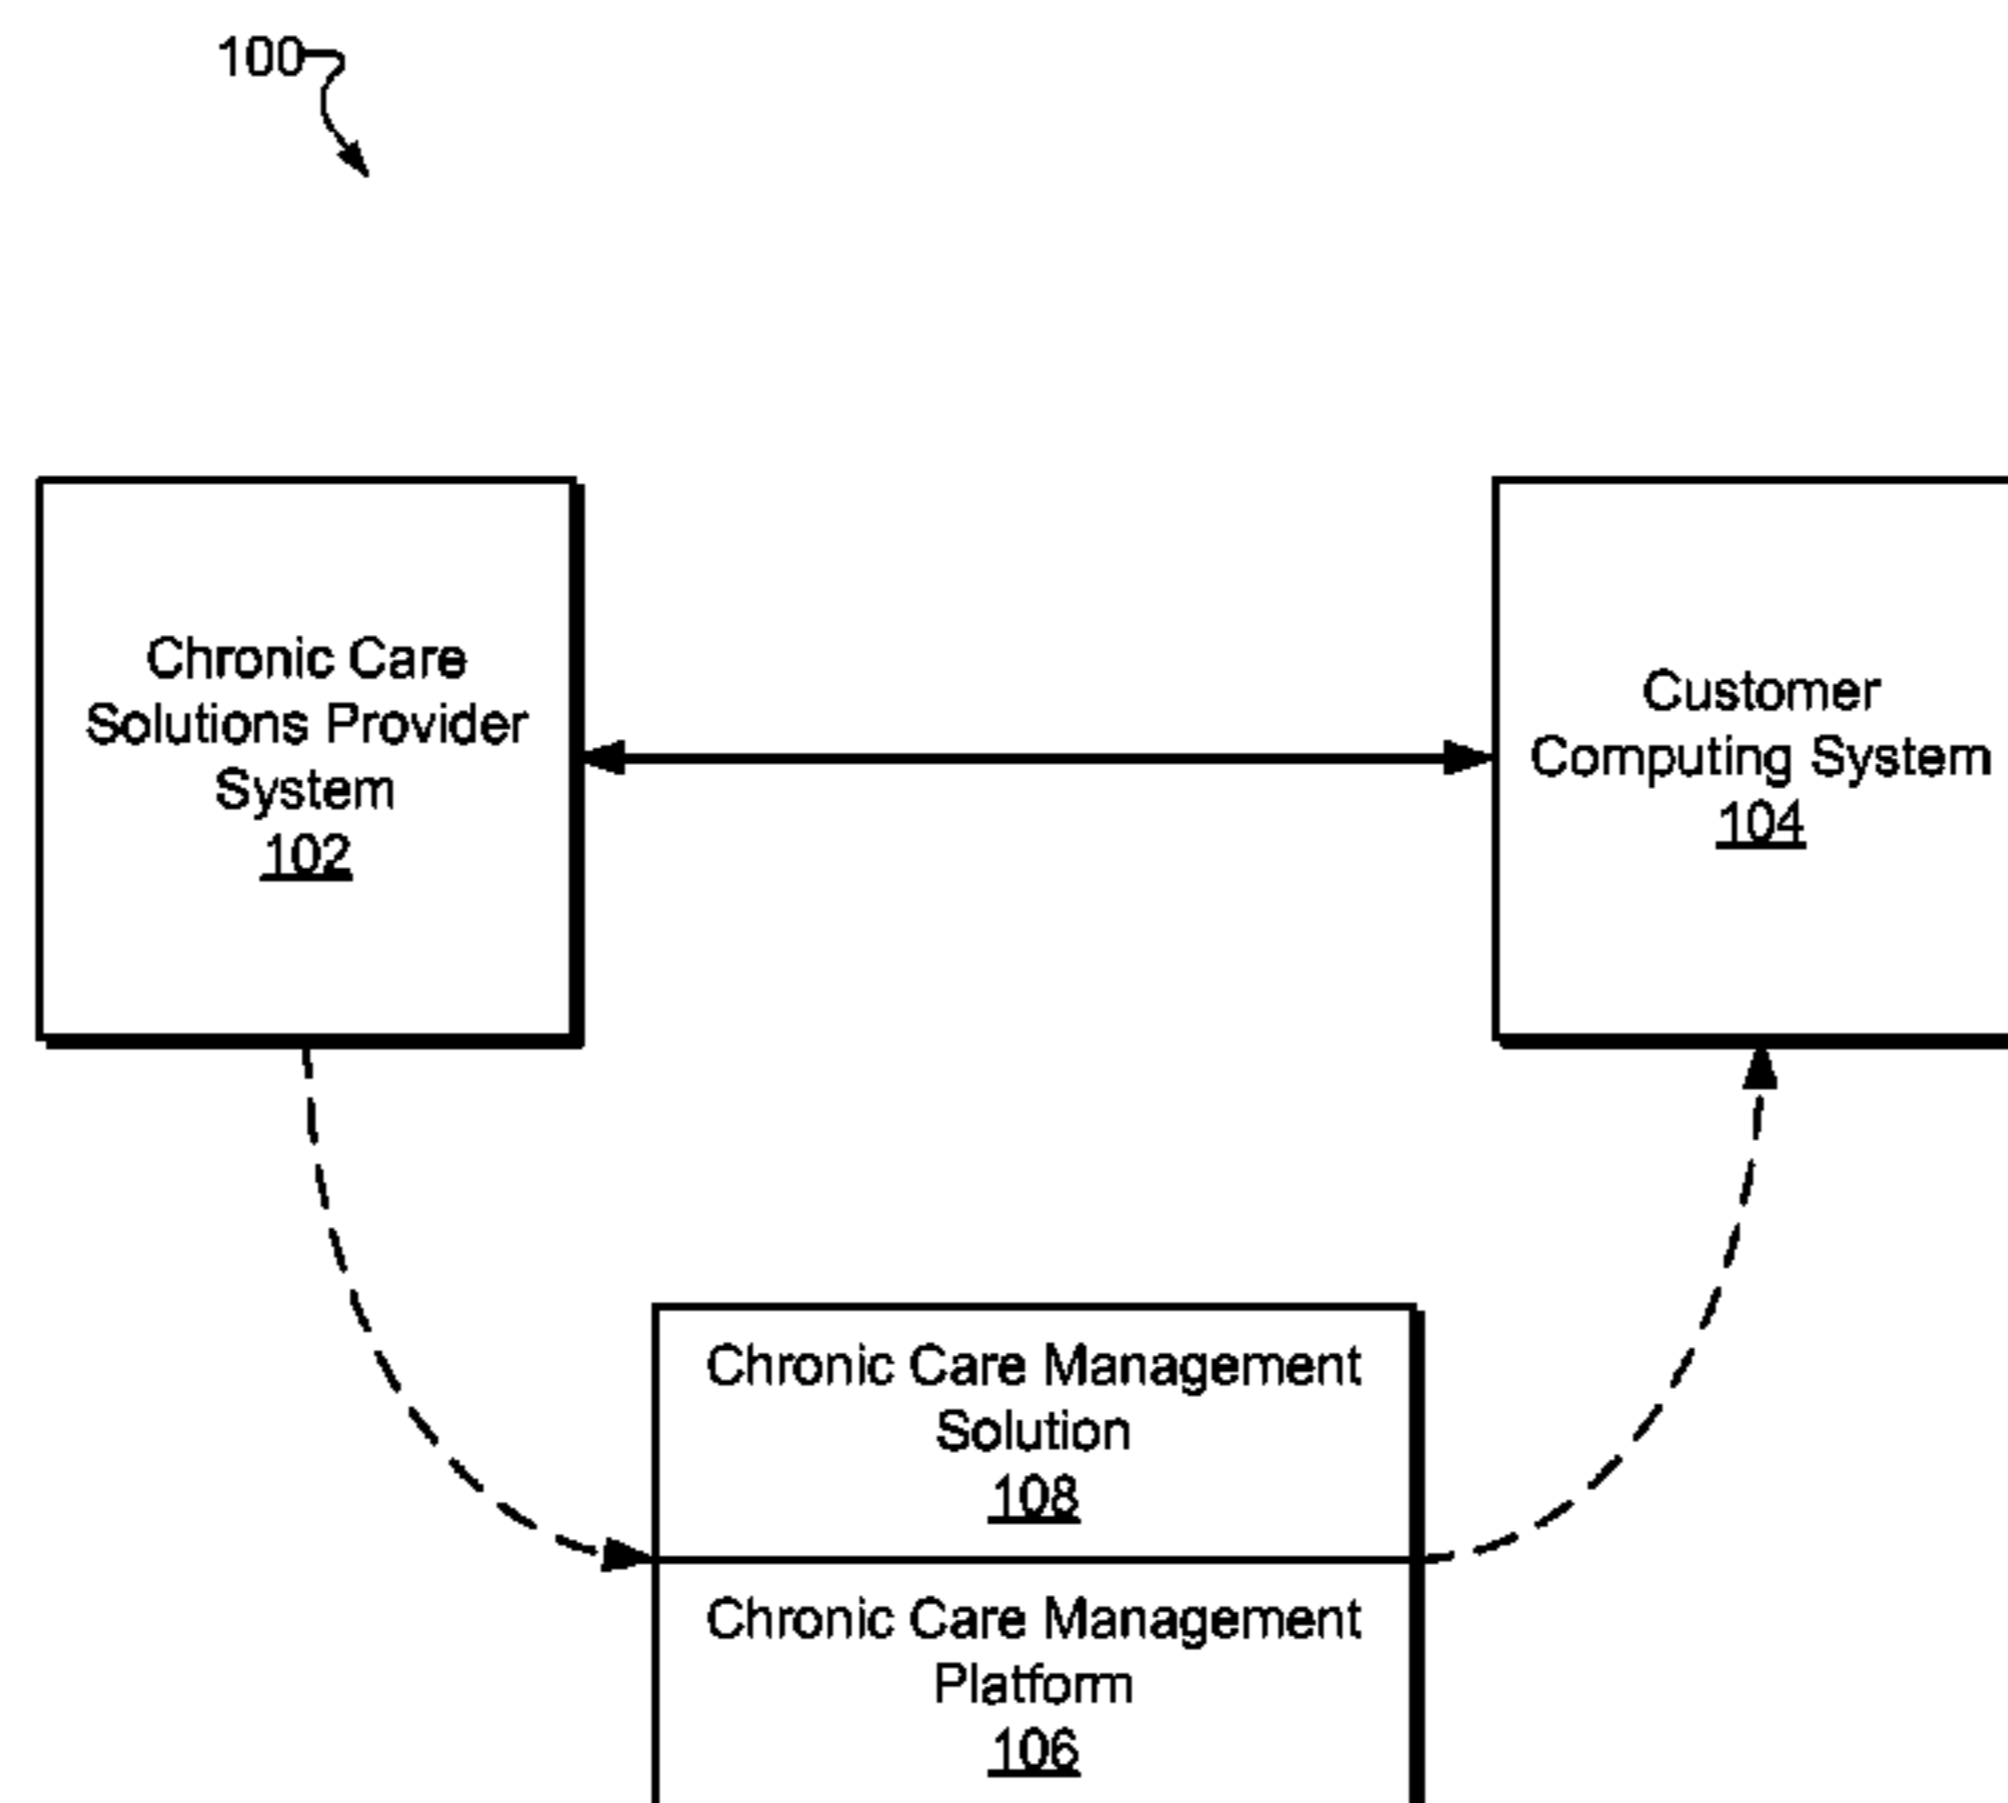 100
Chronic Care
Solutions Provider
System
102
Customer
Computing System
104
Chronic Care Management
Solution
108
Chronic Care Management
Platform
106